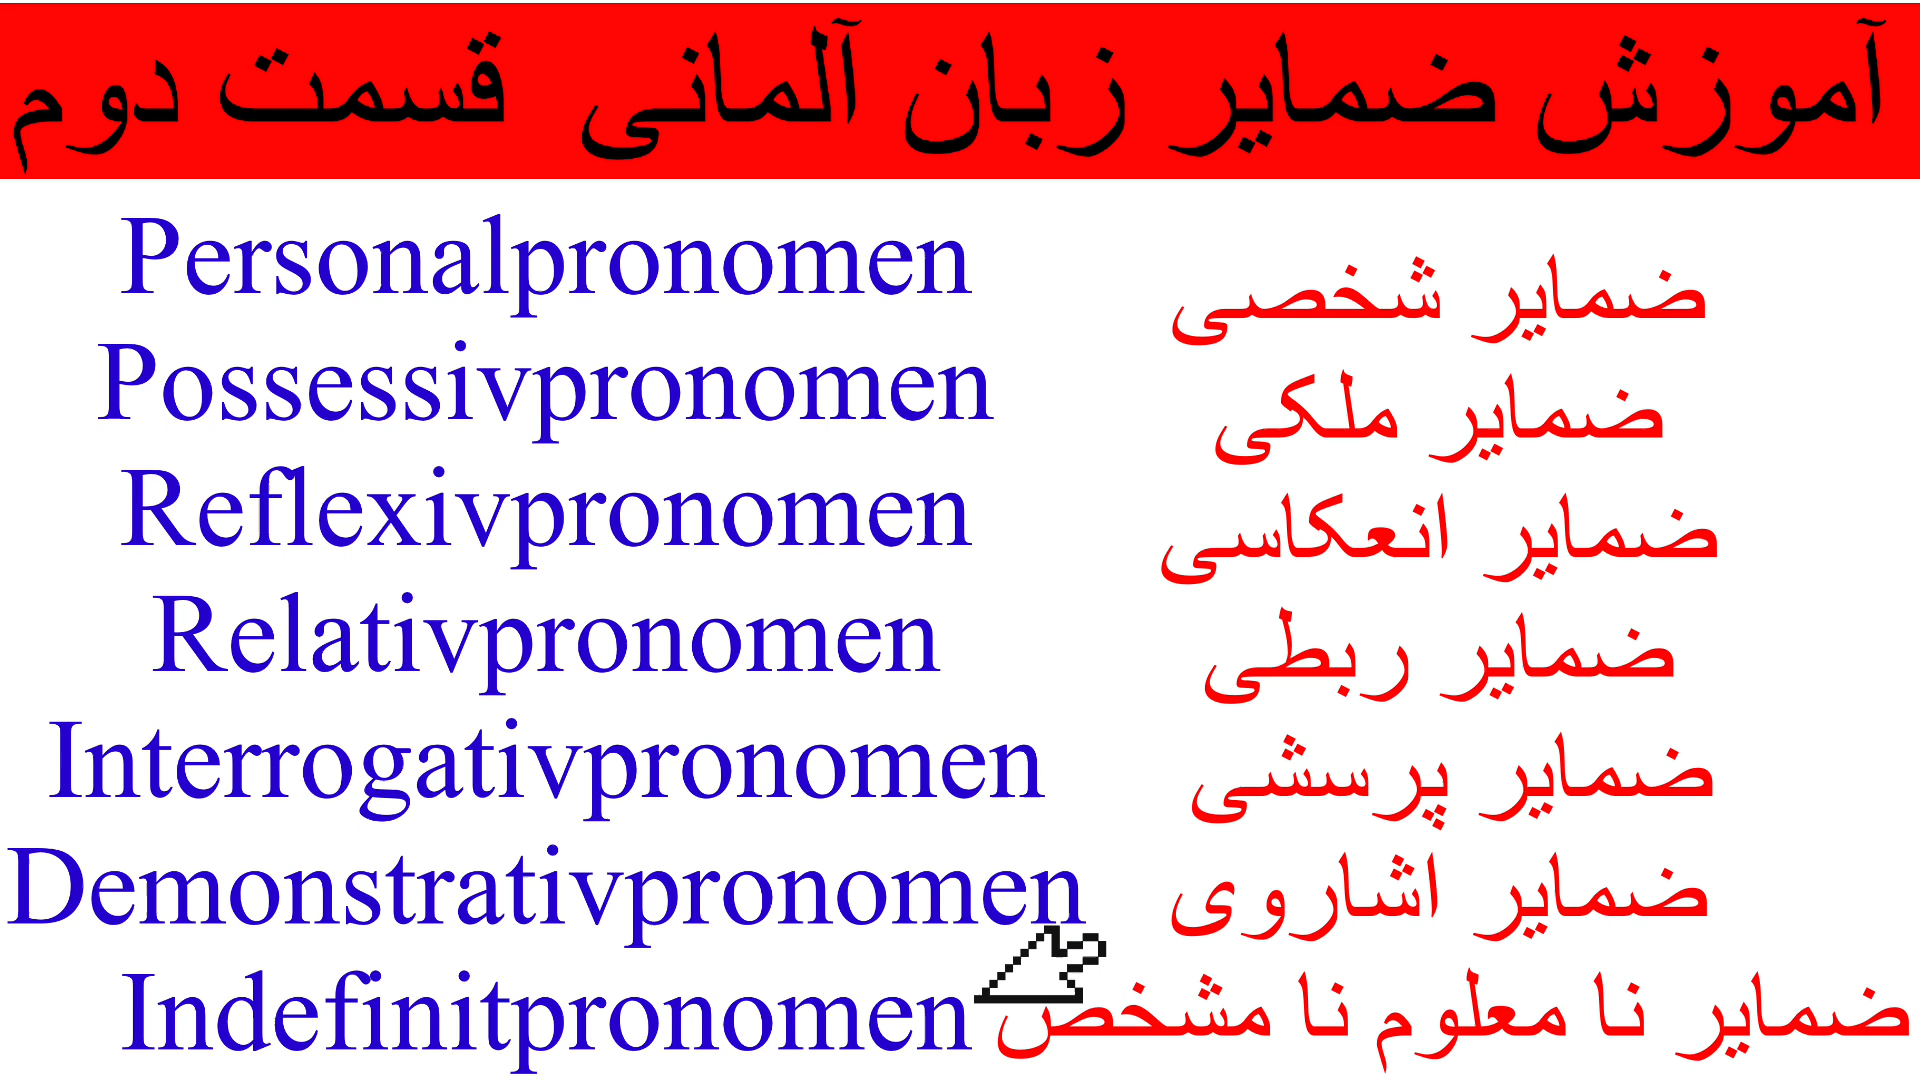 آموزش ضمایر زبان آلمانی قسمت دوم
Personalpronomen ضمایر شخصی
Possessivpronomen ضمایر ملکی
Reflexivpronomen ضمایر انعکاسی
Relativpronomen ضمایر ربطی
Interrogativpronomen ضمایر پرسشی
Demonstrativpronomen ضمایر اشاروی
Indefinitpronomen ضمایر نا معلوم نا مشخص